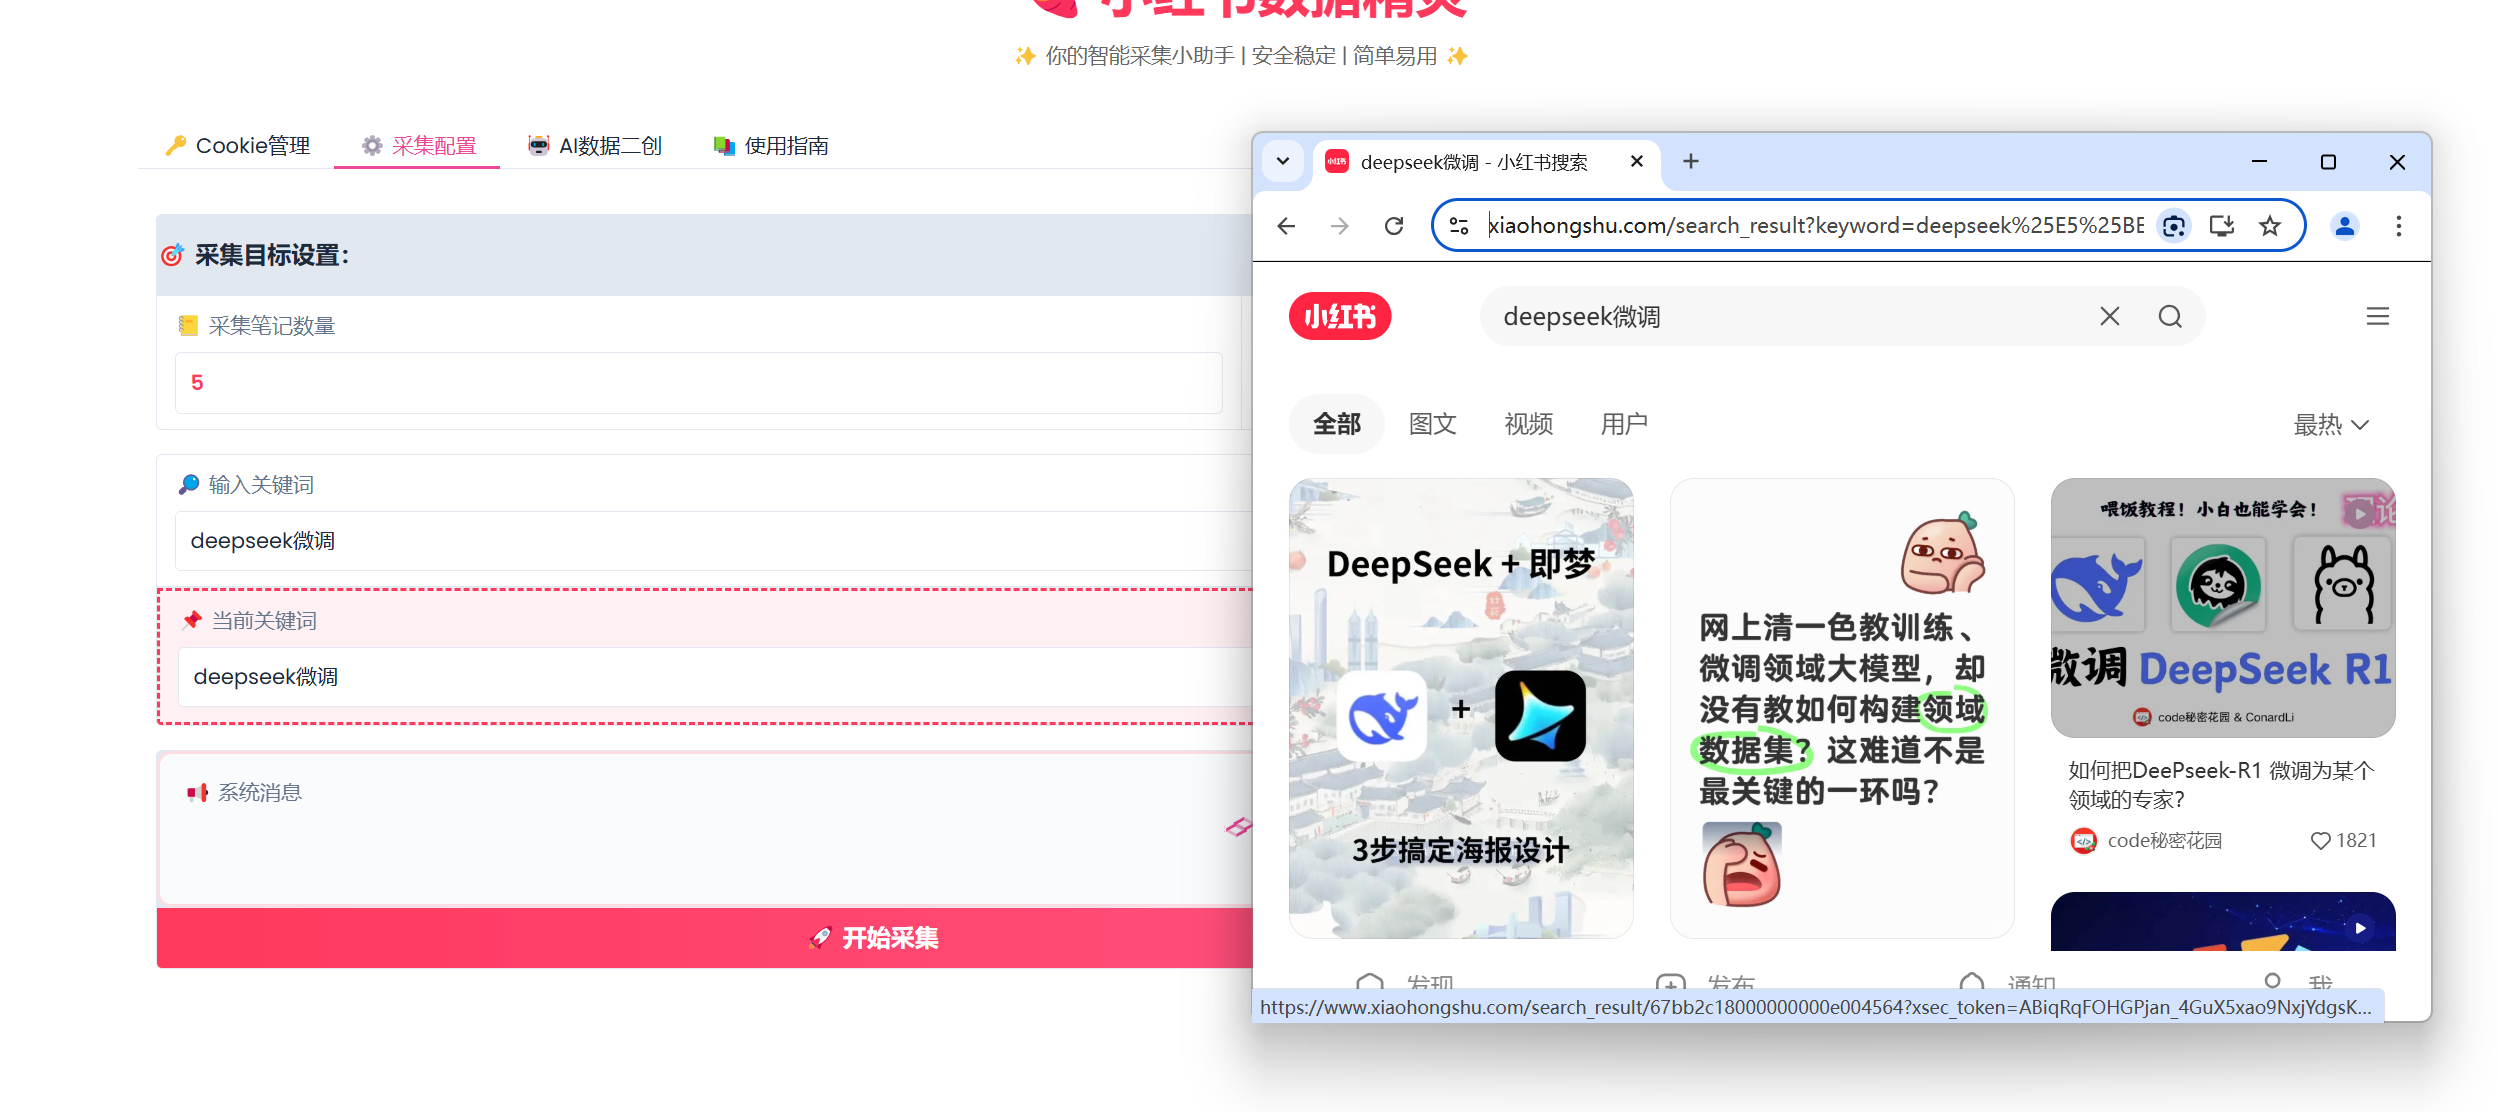 小红书数据精灵
✨ 你的智能采集小助手 | 安全稳定 | 简单易用 ✨
Cookie管理
采集配置
AI数据二创
使用指南
采集目标设置:
采集笔记数量
5
输入关键词
deepseek微调
当前关键词
deepseek微调
系统消息
开始采集
deepseek微调 - 小红书搜索
xiaohongshu.com/search_result?keyword=deepseek%25E5%25BE
小红书
deepseek微调
全部
图文
视频
用户
最热
DeepSeek + 即梦
+
3步搞定海报设计
网上清一色教训练、
微调领域大模型，却
没有教如何构建领域
数据集？这难道不是
最关键的一环吗？
喂饭教程！小白也能学会！
微调 DeepSeek R1
code秘密花园 & ConardLi
如何把DeePseek-R1 微调为某个
领域的专家？
code秘密花园
1821
发现
发布
通知
我
https://www.xiaohongshu.com/search_result/67bb2c18000000000e004564?xsec_token=ABiqRqFOHGPjan_4GuX5xao9NxjYdgsK...